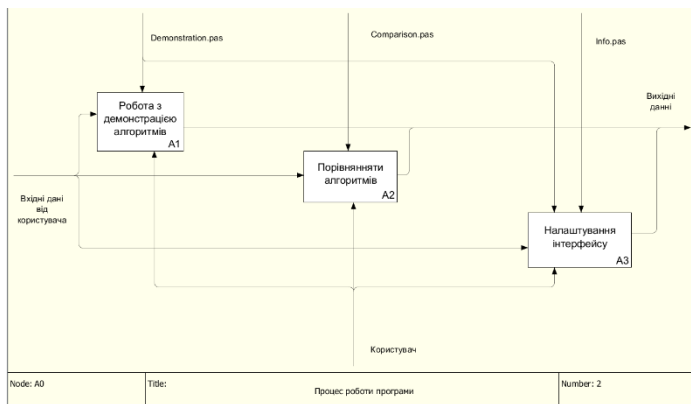 Demonstration.pas
Comparison.pas
Info.pas
Робота з
демонстрацією
алгоритмів
A1
Вихідні
данні
Порівнянняти
алгоритмів
A2
Вхідні дані
від
користувача
Налаштування
інтерфейсу
A3
Користувач
Node: A0
Title:
Процес роботи програми
Number: 2